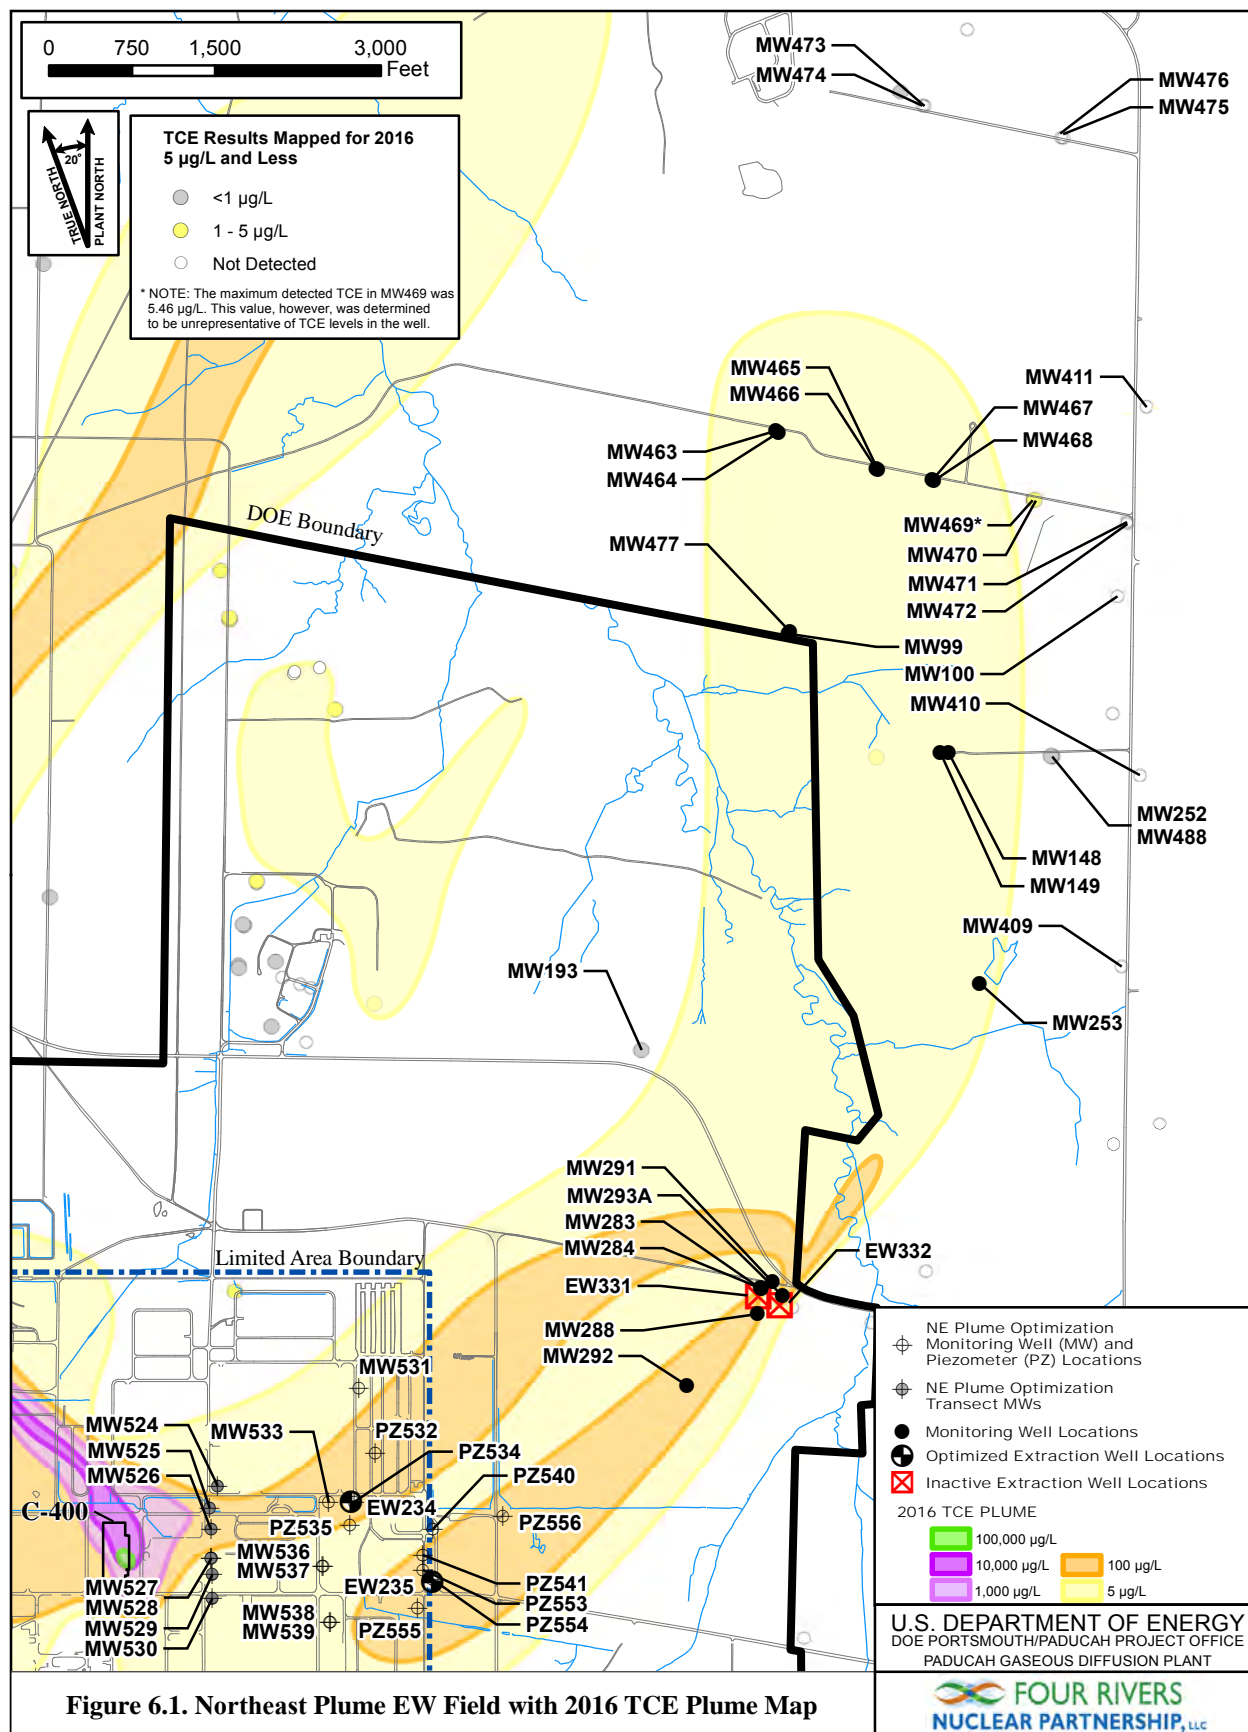 0 750 1,500 3,000
Feet
TRUE NORTH
20°
PLANT NORTH
TCE Results Mapped for 2016
5 µg/L and Less
<1 µg/L
1 - 5 µg/L
Not Detected
* NOTE: The maximum detected TCE in MW469 was
5.46 µg/L. This value, however, was determined
to be unrepresentative of TCE levels in the well.
MW473
MW474
MW476
MW475
MW465
MW466
MW411
MW467
MW468
MW463
MW464
DOE Boundary
MW469*
MW477
MW470
MW471
MW472
MW99
MW100
MW410
MW252
MW488
MW148
MW149
MW409
MW193
MW253
MW291
MW293A
MW283
MW284
EW332
EW331
Limited Area Boundary
MW288
MW292
MW531
MW524
MW533
MW525
PZ532
PZ534
MW526
PZ540
C-400
EW234
PZ535
PZ556
MW536
MW537
MW527
EW235
PZ541
MW528
PZ553
MW538
MW529
PZ554
MW539
PZ555
MW530
NE Plume Optimization
Monitoring Well (MW) and
Piezometer (PZ) Locations
NE Plume Optimization
Transect MWs
Monitoring Well Locations
Optimized Extraction Well Locations
Inactive Extraction Well Locations
2016 TCE PLUME
100,000 µg/L
10,000 µg/L 100 µg/L
1,000 µg/L 5 µg/L
U.S. DEPARTMENT OF ENERGY
DOE PORTSMOUTH/PADUCAH PROJECT OFFICE
PADUCAH GASEOUS DIFFUSION PLANT
FOUR RIVERS
NUCLEAR PARTNERSHIP, LLC
Figure 6.1. Northeast Plume EW Field with 2016 TCE Plume Map